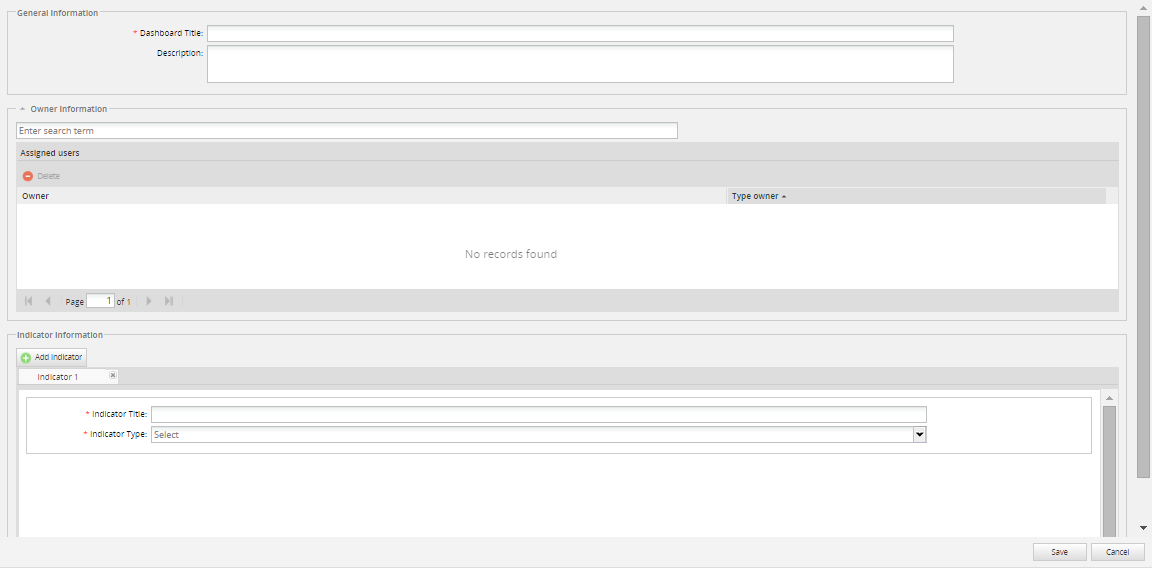 General Information
* Dashboard Title:
Description:
Owner Information
Enter search term
Assigned users
Delete
Owner Type owner
No records found
Page 1 of 1
Indicator Information
Add Indicator
Indicator 1
* Indicator Title:
* Indicator Type: Select
Save Cancel